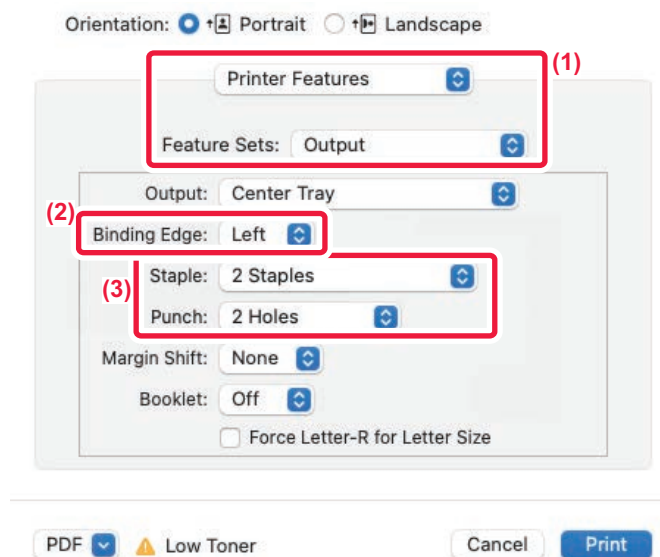 Orientation: Portrait Landscape
(1)
Printer Features
Feature Sets: Output
Output: Center Tray
(2)
Binding Edge: Left
(3)
Staple: 2 Staples
Punch: 2 Holes
Margin Shift: None
Booklet: Off
Force Letter-R for Letter Size
PDF Low Toner Cancel Print